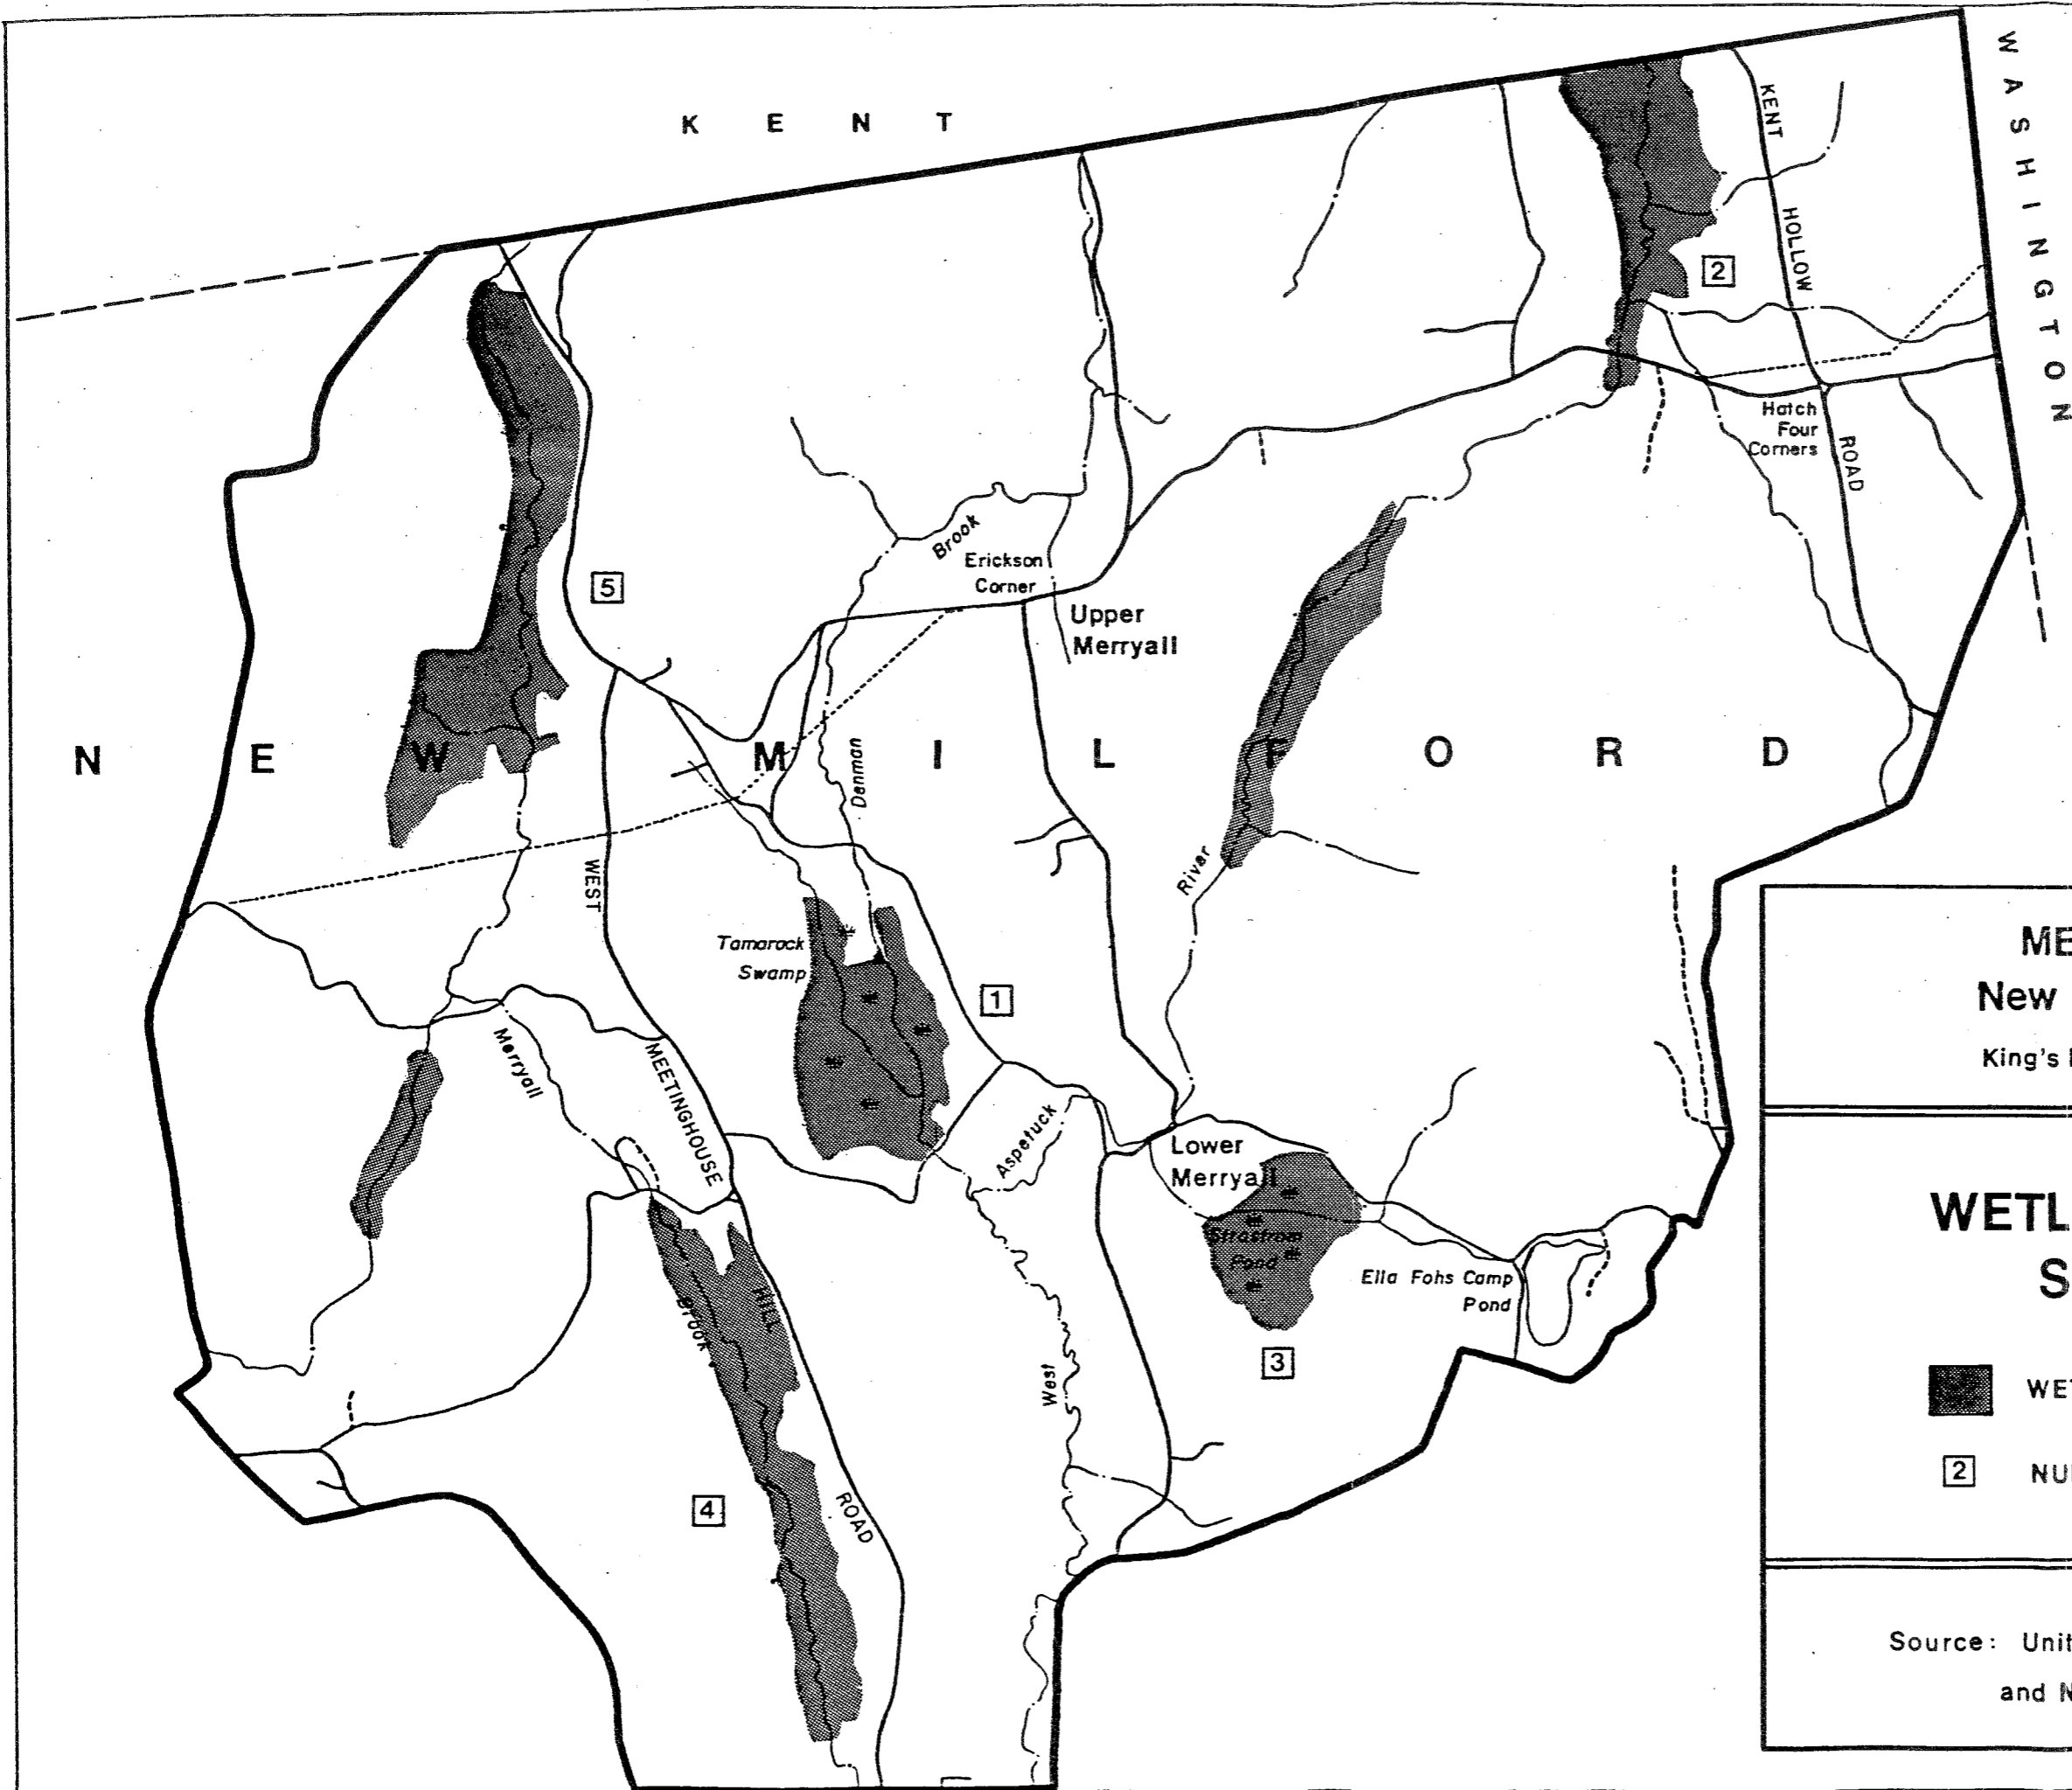 KENT
WASHINGTON
KENT
HOLLOW
ROAD
2
Hatch
Four
Corners
Brook
Erickson
Corner
Upper
Merryall
5
NEW MILFORD
Denman
WEST
River
Tamarack
Swamp
1
Merryall
MEETINGHOUSE
Aspetuck
Lower
Merryall
Strastrom
Pond
Ella Fohs Camp
Pond
3
Brook
HILL
West
4
ROAD
ME
New
King's
WETL
S
WE
2 NU
Source: Unit
and N